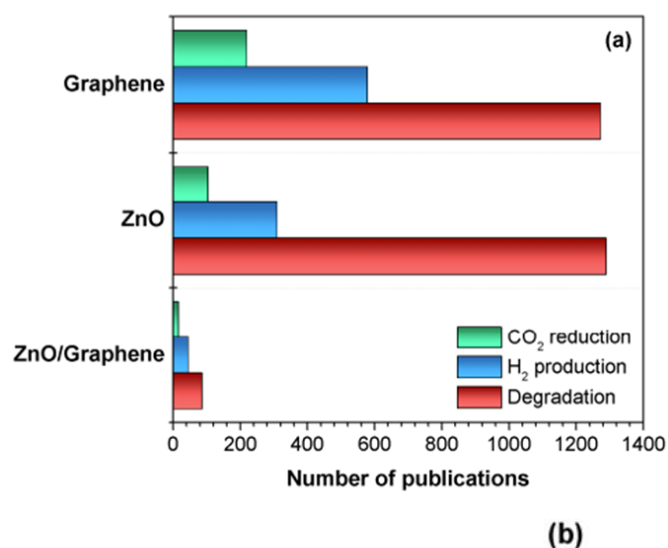 (a)
Graphene
ZnO
ZnO/Graphene
CO₂ reduction
H₂ production
Degradation
0 200 400 600 800 1000 1200 1400
Number of publications
(b)